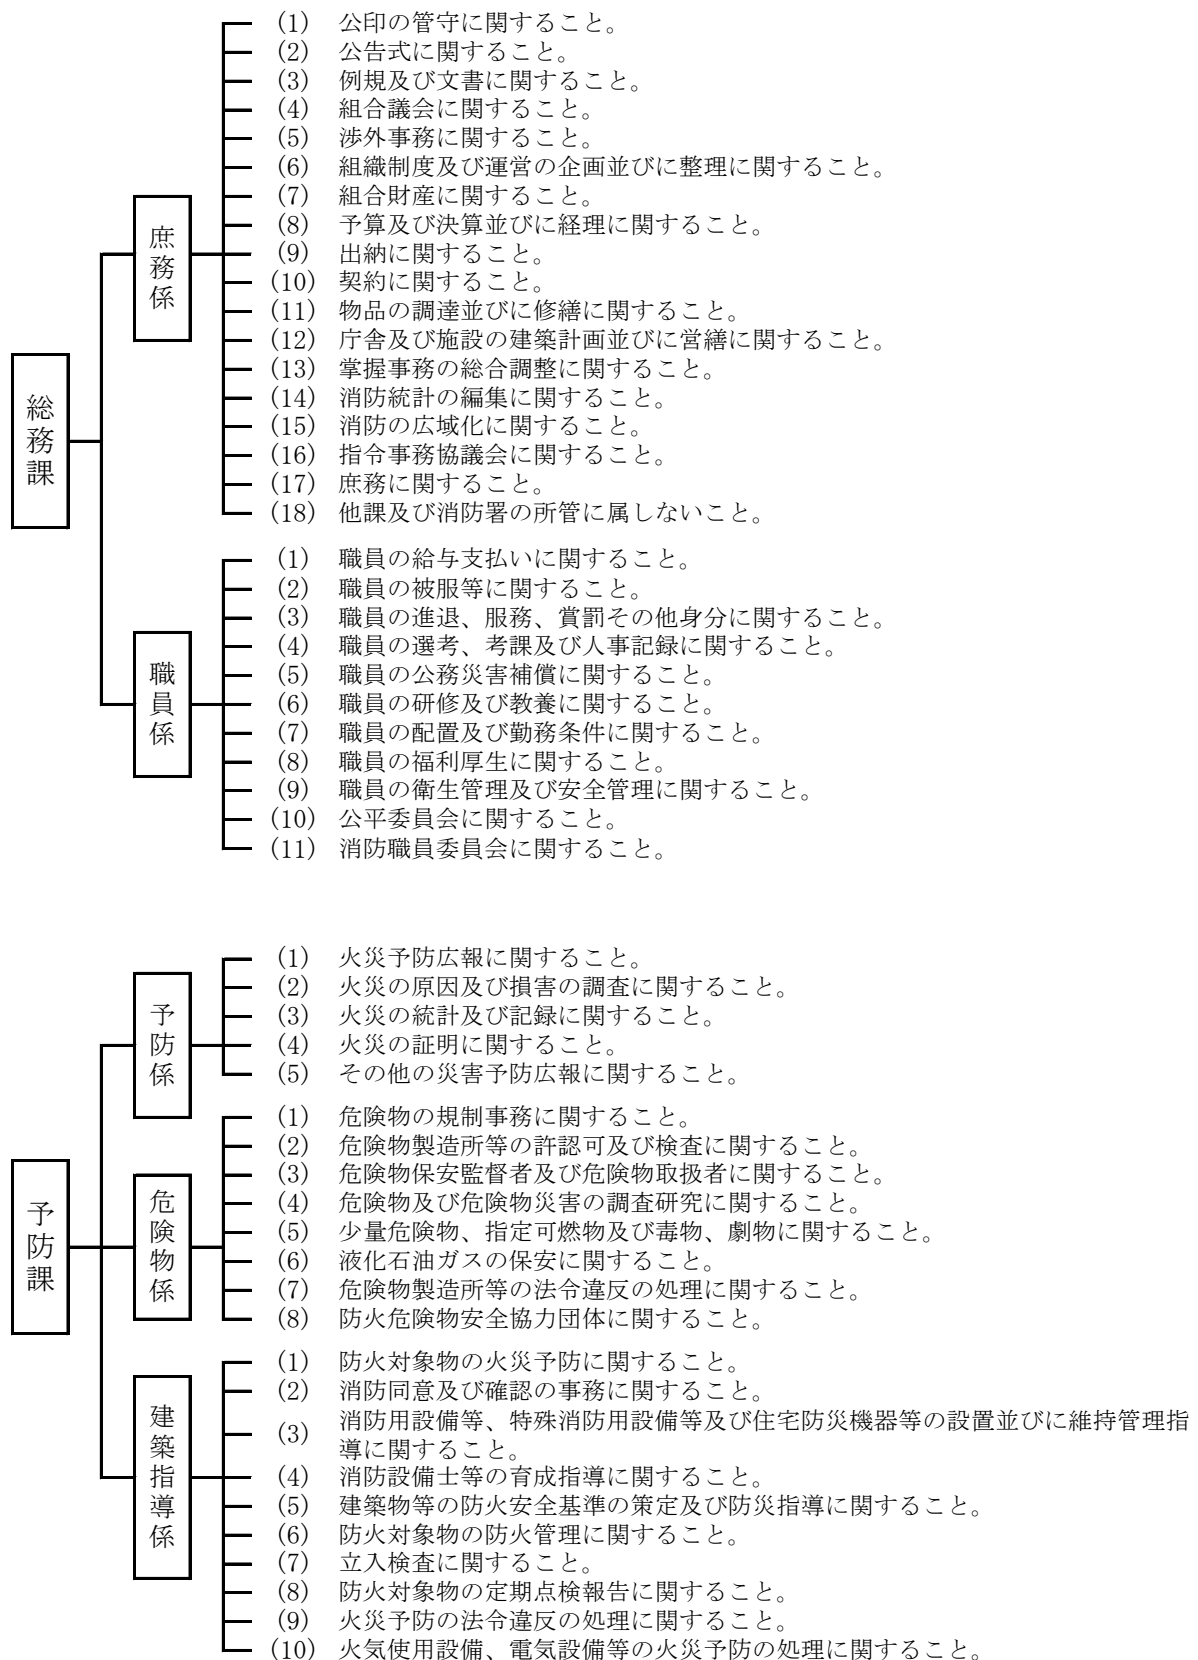 総務課
庶務係
(1) 公印の管守に関すること。
(2) 公告式に関すること。
(3) 例規及び文書に関すること。
(4) 組合議会に関すること。
(5) 渉外事務に関すること。
(6) 組織制度及び運営の企画並びに整理に関すること。
(7) 組合財産に関すること。
(8) 予算及び決算並びに経理に関すること。
(9) 出納に関すること。
(10) 契約に関すること。
(11) 物品の調達並びに修繕に関すること。
(12) 庁舎及び施設の建築計画並びに営繕に関すること。
(13) 掌握事務の総合調整に関すること。
(14) 消防統計の編集に関すること。
(15) 消防の広域化に関すること。
(16) 指令事務協議会に関すること。
(17) 庶務に関すること。
(18) 他課及び消防署の所管に属しないこと。
職員係
(1) 職員の給与支払いに関すること。
(2) 職員の被服等に関すること。
(3) 職員の進退、服務、賞罰その他身分に関すること。
(4) 職員の選考、考課及び人事記録に関すること。
(5) 職員の公務災害補償に関すること。
(6) 職員の研修及び教養に関すること。
(7) 職員の配置及び勤務条件に関すること。
(8) 職員の福利厚生に関すること。
(9) 職員の衛生管理及び安全管理に関すること。
(10) 公平委員会に関すること。
(11) 消防職員委員会に関すること。
予防課
予防係
(1) 火災予防広報に関すること。
(2) 火災の原因及び損害の調査に関すること。
(3) 火災の統計及び記録に関すること。
(4) 火災の証明に関すること。
(5) その他の災害予防広報に関すること。
危険物係
(1) 危険物の規制事務に関すること。
(2) 危険物製造所等の許認可及び検査に関すること。
(3) 危険物保安監督者及び危険物取扱者に関すること。
(4) 危険物及び危険物災害の調査研究に関すること。
(5) 少量危険物、指定可燃物及び毒物、劇物に関すること。
(6) 液化石油ガスの保安に関すること。
(7) 危険物製造所等の法令違反の処理に関すること。
(8) 防火危険物安全協力団体に関すること。
建築指導係
(1) 防火対象物の火災予防に関すること。
(2) 消防同意及び確認の事務に関すること。
(3) 消防用設備等、特殊消防用設備等及び住宅防災機器等の設置並びに維持管理指
導に関すること。
(4) 消防設備士等の育成指導に関すること。
(5) 建築物等の防火安全基準の策定及び防災指導に関すること。
(6) 防火対象物の防火管理に関すること。
(7) 立入検査に関すること。
(8) 防火対象物の定期点検報告に関すること。
(9) 火災予防の法令違反の処理に関すること。
(10) 火気使用設備、電気設備等の火災予防の処理に関すること。